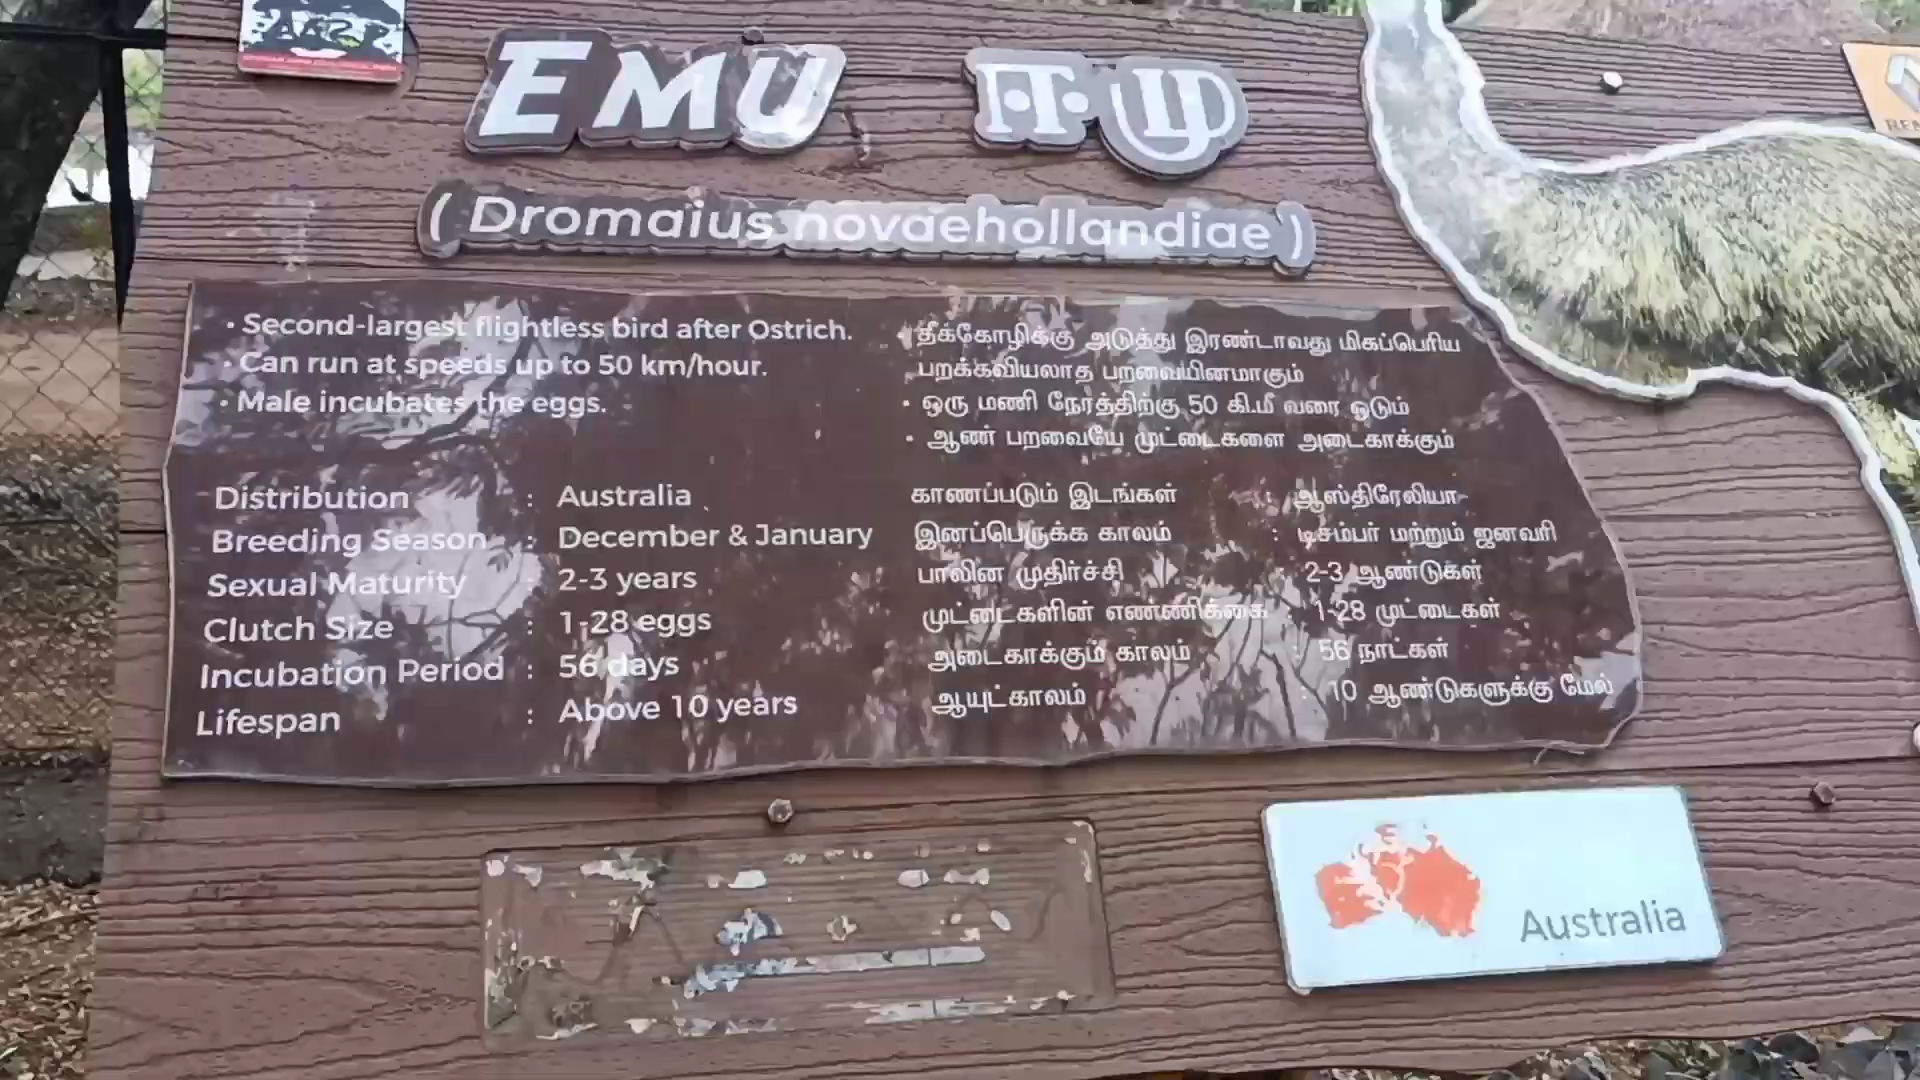 EMU ஈமு
( Dromaius novaehollandiae )
• Second-largest flightless bird after Ostrich.
• Can run at speeds up to 50 km/hour.
• Male incubates the eggs.
• தீக்கோழிக்கு அடுத்து இரண்டாவது மிகப்பெரிய
பறக்கவியலாத பறவையினமாகும்
• ஒரு மணி நேரத்திற்கு 50 கி.மீ வரை ஓடும்
• ஆண் பறவையே முட்டைகளை அடைகாக்கும்
Distribution : Australia
Breeding Season : December & January
Sexual Maturity : 2-3 years
Clutch Size : 1-28 eggs
Incubation Period : 56 days
Lifespan : Above 10 years
காணப்படும் இடங்கள் : ஆஸ்திரேலியா
இனப்பெருக்க காலம் : டிசம்பர் மற்றும் ஜனவரி
பாலின முதிர்ச்சி : 2-3 ஆண்டுகள்
முட்டைகளின் எண்ணிக்கை : 1-28 முட்டைகள்
அடைகாக்கும் காலம் : 56 நாட்கள்
ஆயுட்காலம் : 10 ஆண்டுகளுக்கு மேல்
Australia